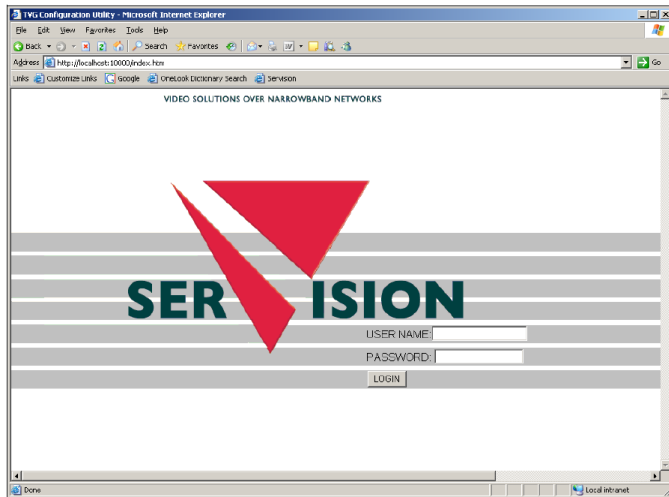 TVG Configuration Utility - Microsoft Internet Explorer
File Edit View Favorites Tools Help
Back Search Favorites
Address http://localhost:10000/index.htm Go
Links Customize Links Google OneLook Dictionary Search Servision
VIDEO SOLUTIONS OVER NARROWBAND NETWORKS
SER ISION
USER NAME:
PASSWORD:
LOGIN
Done Local intranet